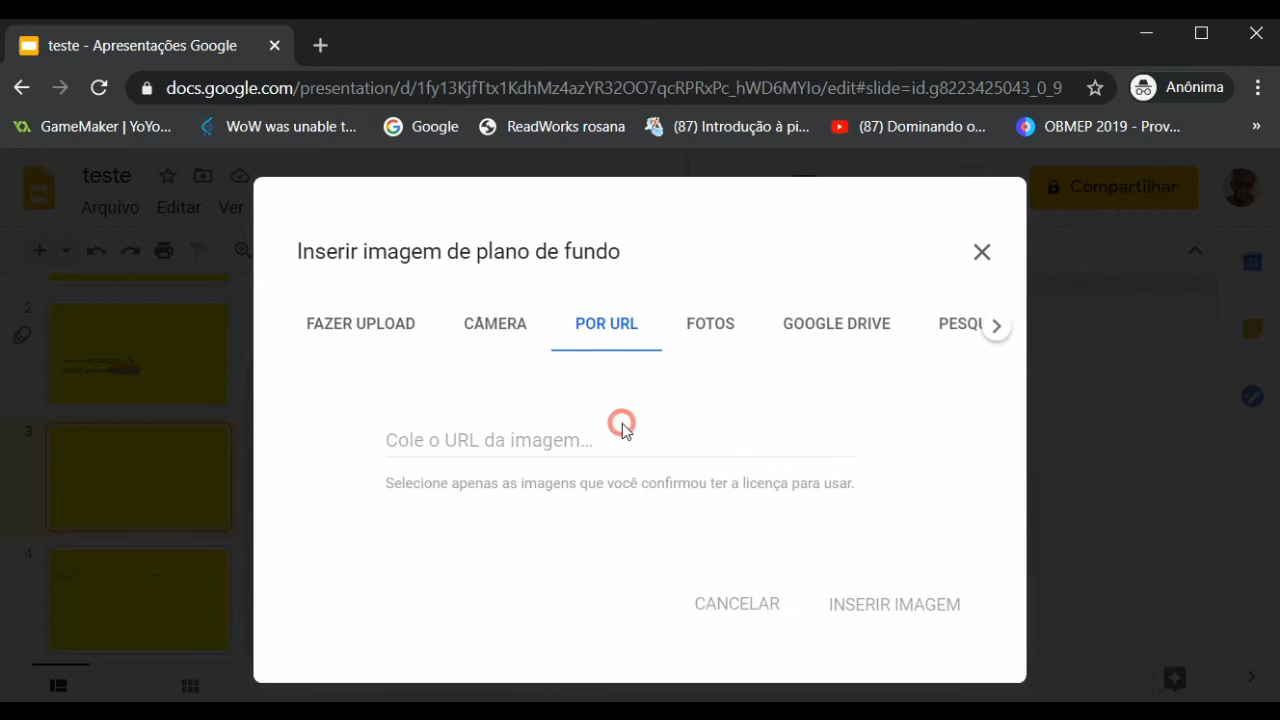 teste - Apresentações Google
docs.google.com/presentation/d/1fy13KjfTtx1KdhMz4azYR32OO7qcRPRxPc_hWD6MYIo/edit#slide=id.g8223425043_0_9
Anônima
GameMaker | YoYo...
WoW was unable t...
Google
ReadWorks rosana
(87) Introdução à pi...
(87) Dominando o...
OBMEP 2019 - Prov...
»
teste
Compartilhar
Arquivo Editar Ver
Inserir imagem de plano de fundo
FAZER UPLOAD CÂMERA POR URL FOTOS GOOGLE DRIVE PESQU
Cole o URL da imagem...
Selecione apenas as imagens que você confirmou ter a licença para usar.
CANCELAR INSERIR IMAGEM
2
3
4